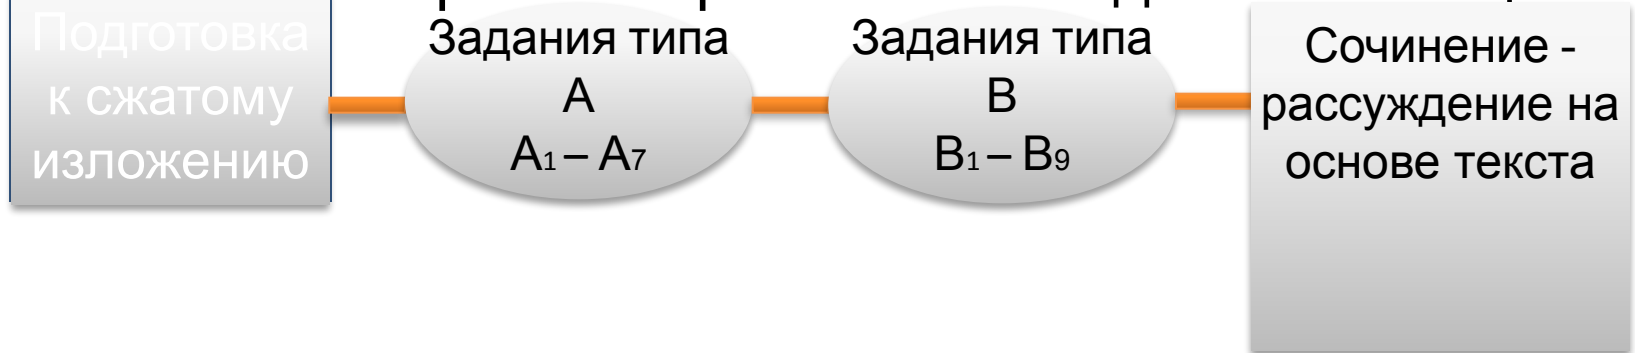 Подготовка
к сжатому
изложению
Задания типа
А
А1 – А7
Задания типа
В
В1 – В9
Сочинение -
рассуждение на
основе текста